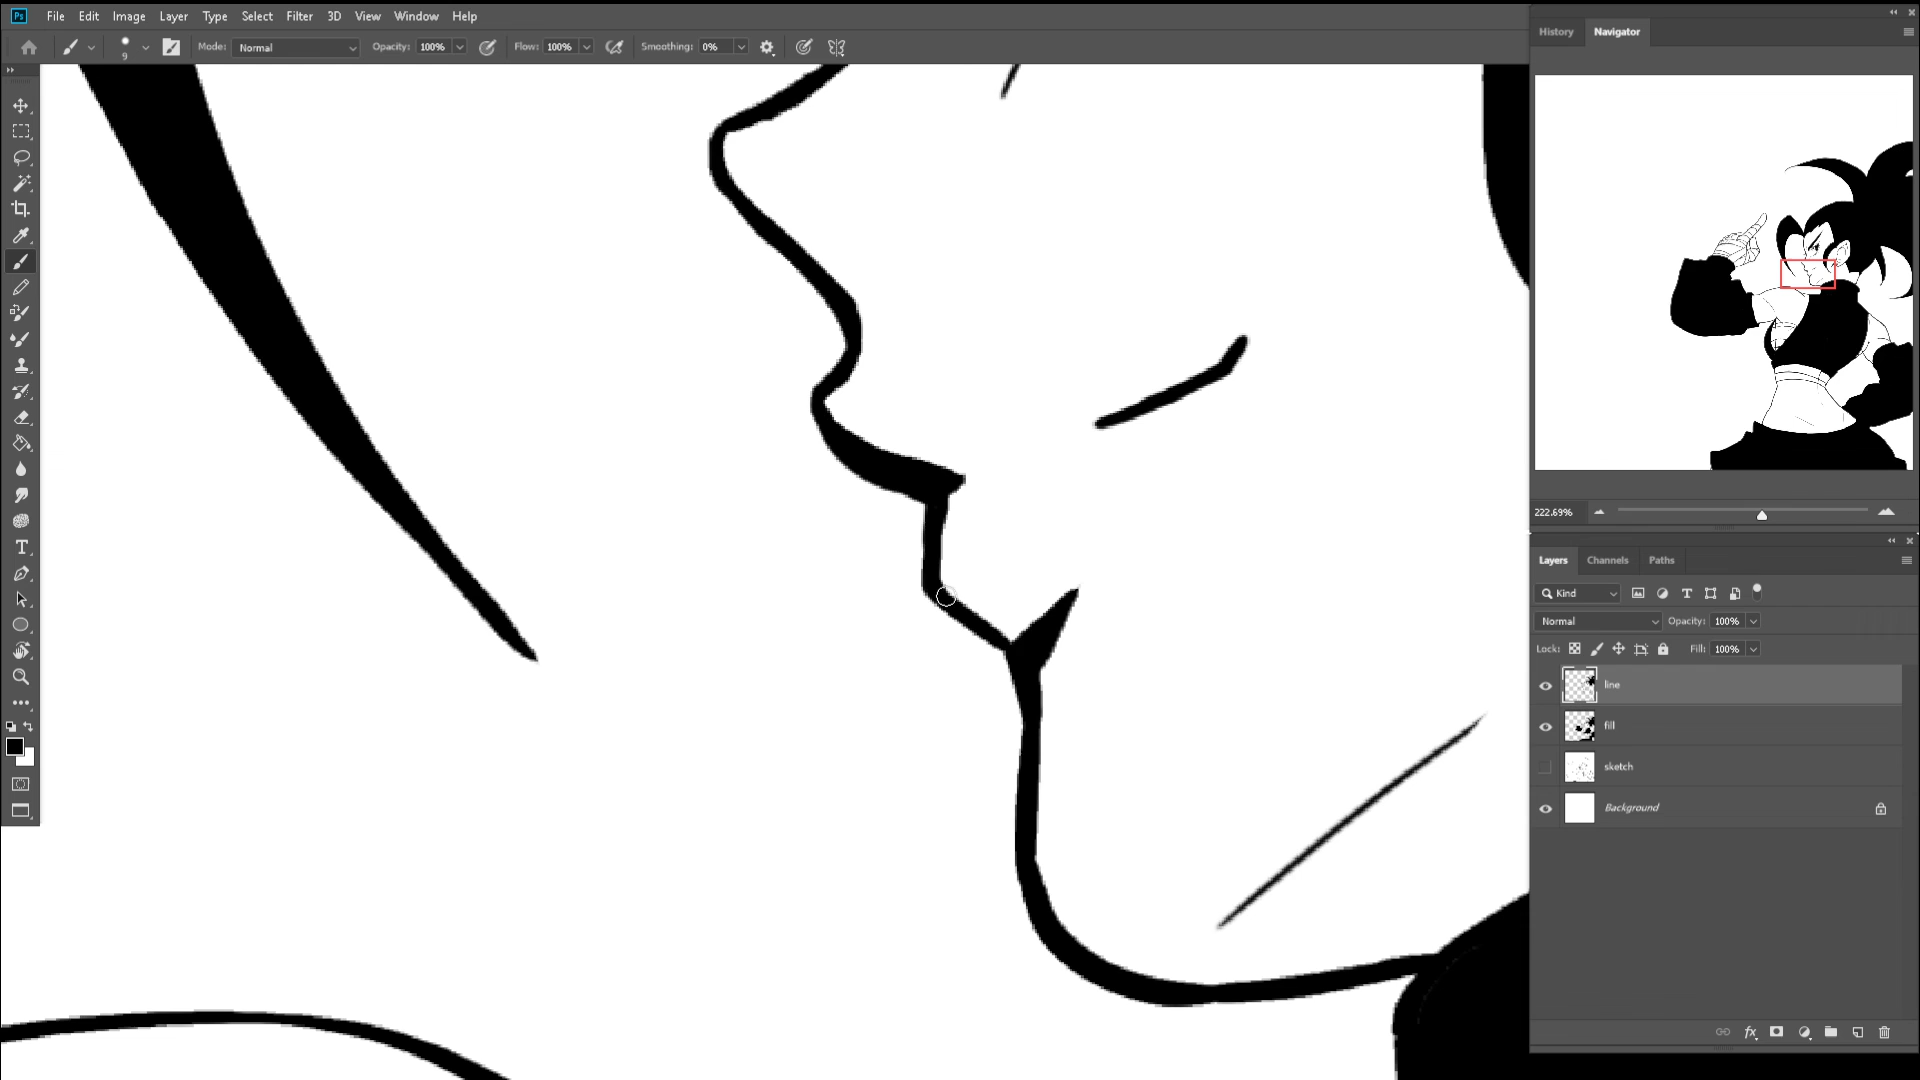 Ps File Edit Image Layer Type Select Filter 3D View Window Help
9 Mode: Normal Opacity: 100% Flow: 100% Smoothing: 0%
History Navigator
222.69%
Layers Channels Paths
Kind
Normal Opacity: 100%
Lock: Fill: 100%
line
fill
sketch
Background
fx